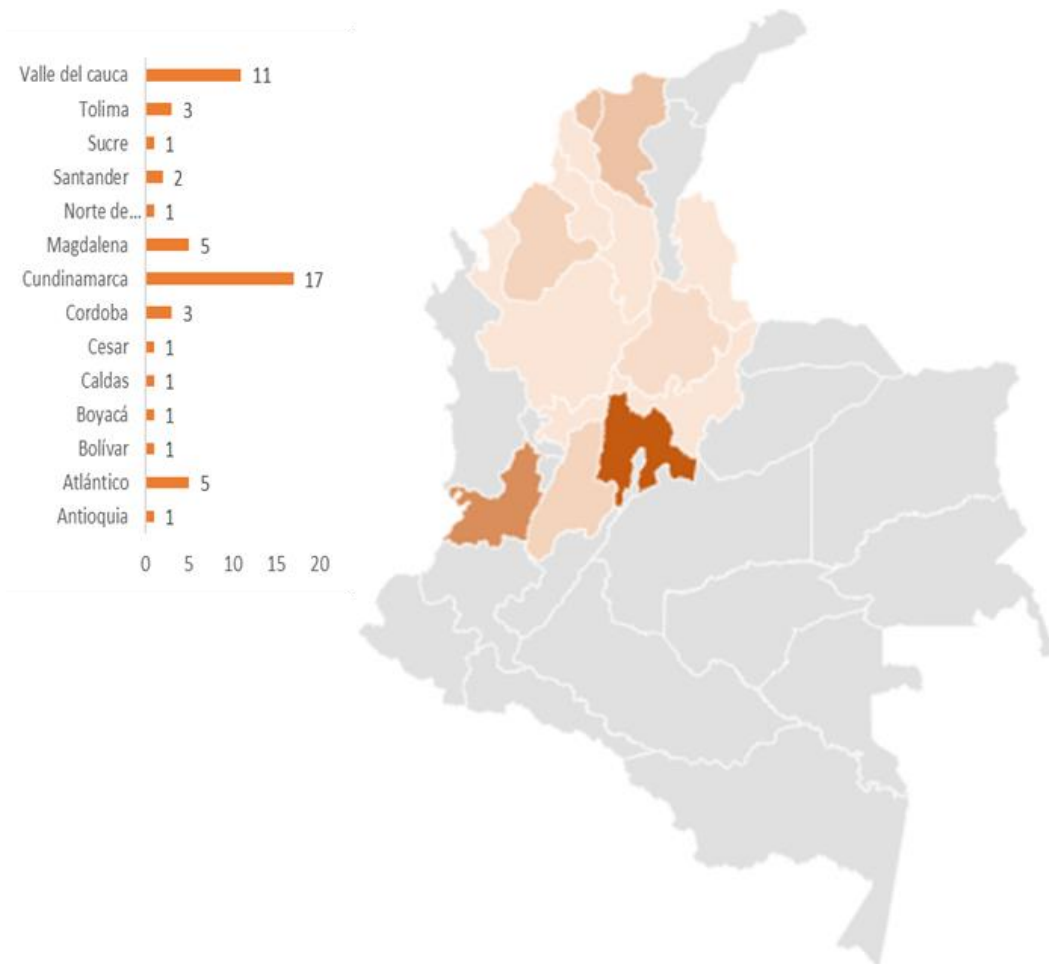 Valle del cauca 11
Tolima 3
Sucre 1
Santander 2
Norte de... 1
Magdalena 5
Cundinamarca 17
Cordoba 3
Cesar 1
Caldas 1
Boyacá 1
Bolívar 1
Atlántico 5
Antioquia 1
0 5 10 15 20